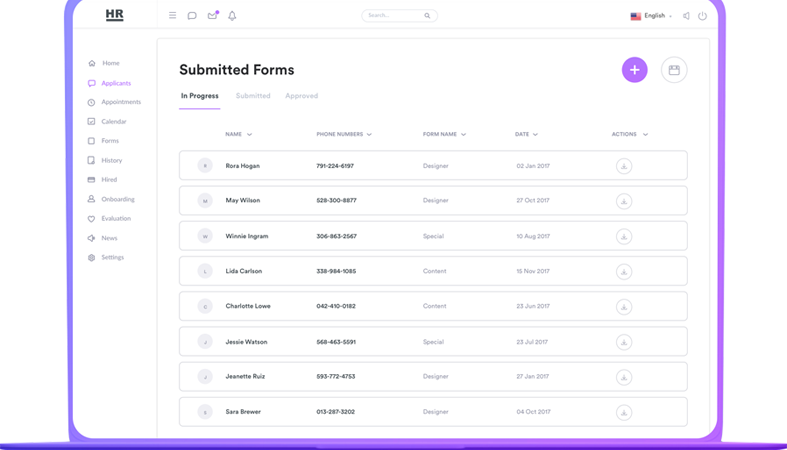 HR
Search...
English
Home
Applicants
Appointments
Calendar
Forms
History
Hired
Onboarding
Evaluation
News
Settings
Submitted Forms
In Progress Submitted Approved
NAME PHONE NUMBERS FORM NAME DATE ACTIONS
R Rora Hogan 791-224-6197 Designer 02 Jan 2017
M May Wilson 528-300-8877 Designer 27 Oct 2017
W Winnie Ingram 306-863-2567 Special 10 Aug 2017
L Lida Carlson 338-984-1085 Content 15 Nov 2017
C Charlotte Lowe 042-410-0182 Content 23 Jun 2017
J Jessie Watson 568-463-5591 Special 23 Jul 2017
J Jeanette Ruiz 593-772-4753 Designer 27 Jan 2017
S Sara Brewer 013-287-3202 Designer 04 Oct 2017